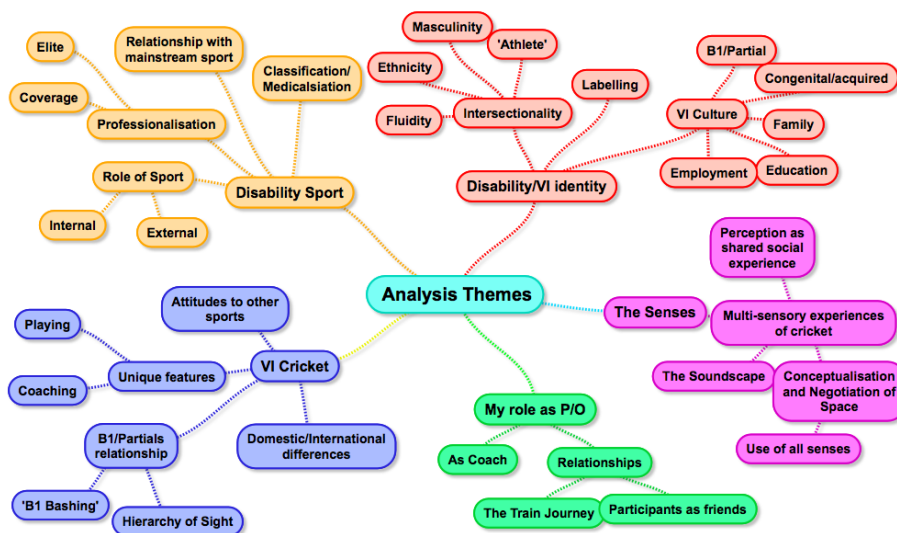 Elite
Relationship with
mainstream sport
Coverage
Classification/
Medicalsiation
Professionalisation
Role of Sport
Disability Sport
Internal
External
Masculinity
'Athlete'
Ethnicity
Labelling
Fluidity
Intersectionality
Disability/VI identity
B1/Partial
Congenital/acquired
VI Culture
Family
Employment
Education
Analysis Themes
Perception as
shared social
experience
The Senses
Multi-sensory experiences
of cricket
The Soundscape
Conceptualisation
and Negotiation of
Space
Use of all senses
Attitudes to other
sports
Playing
VI Cricket
Unique features
Coaching
B1/Partials
relationship
Domestic/International
differences
'B1 Bashing'
Hierarchy of Sight
My role as P/O
As Coach
Relationships
The Train Journey
Participants as friends